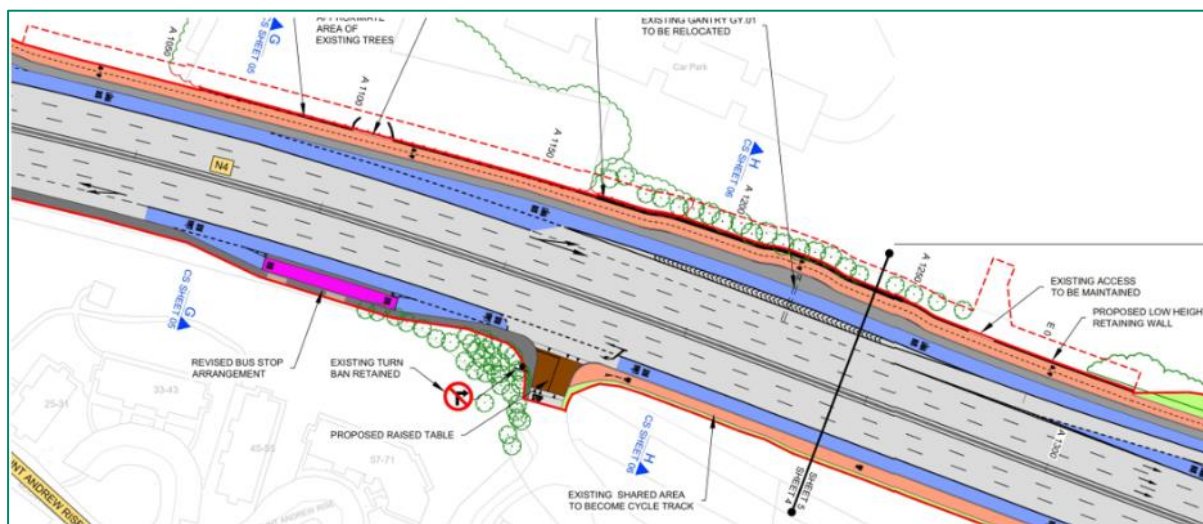 APPROXIMATE
AREA OF
EXISTING TREES
EXISTING GANTRY GY.01
TO BE RELOCATED
A 1050
G
CS SHEET 05
A 1100
Car Park
A 1150
H
CS SHEET 06
A 1200
N4
A 1250
EXISTING ACCESS
TO BE MAINTAINED
E 0
PROPOSED LOW HEIGH
RETAINING WALL
G
CS SHEET 05
REVISED BUS STOP
ARRANGEMENT
EXISTING TURN
BAN RETAINED
PROPOSED RAISED TABLE
33-43
25-31
45-55
57-71
H
CS SHEET 06
SHEET 5
SHEET 4
A 1300
EXISTING SHARED AREA
TO BECOME CYCLE TRACK
NT ANDREW RISE
INT ANDREW RISE